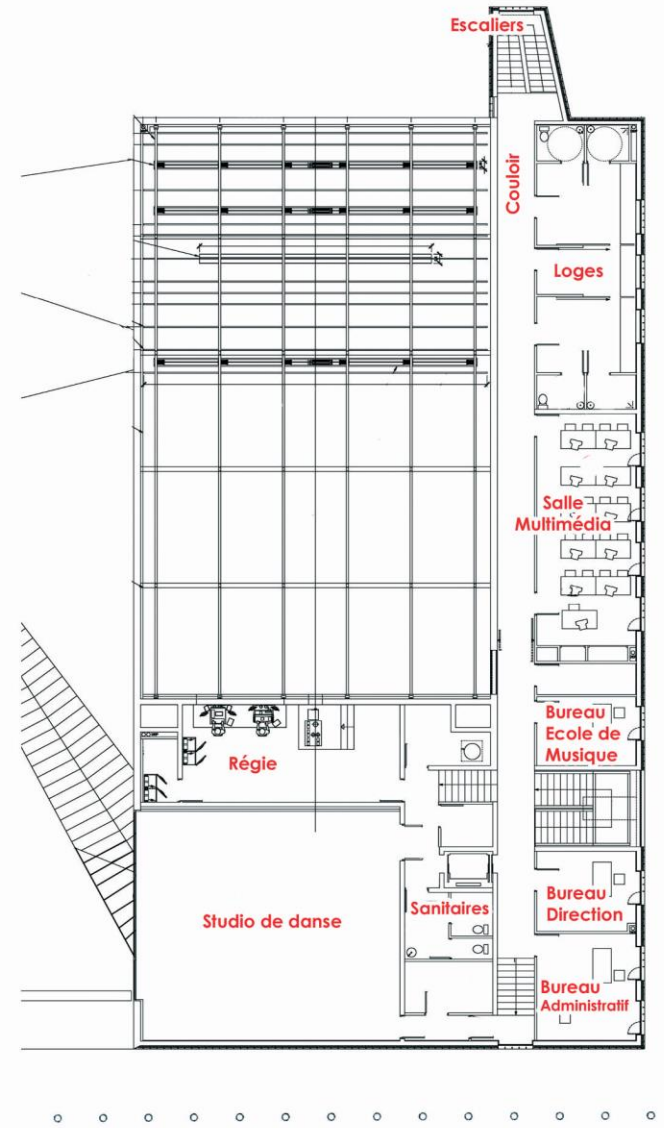 Escaliers
Couloir
Loges
Salle
Multimédia
Bureau
Ecole de
Musique
Régie
Studio de danse
Sanitaires
Bureau
Direction
Bureau
Administratif